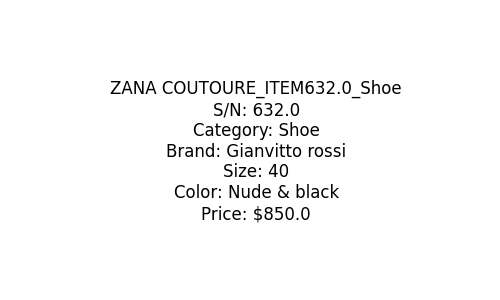 ZANA COUTOURE_ITEM632.0_Shoe
S/N: 632.0
Category: Shoe
Brand: Gianvitto rossi
Size: 40
Color: Nude & black
Price: $850.0